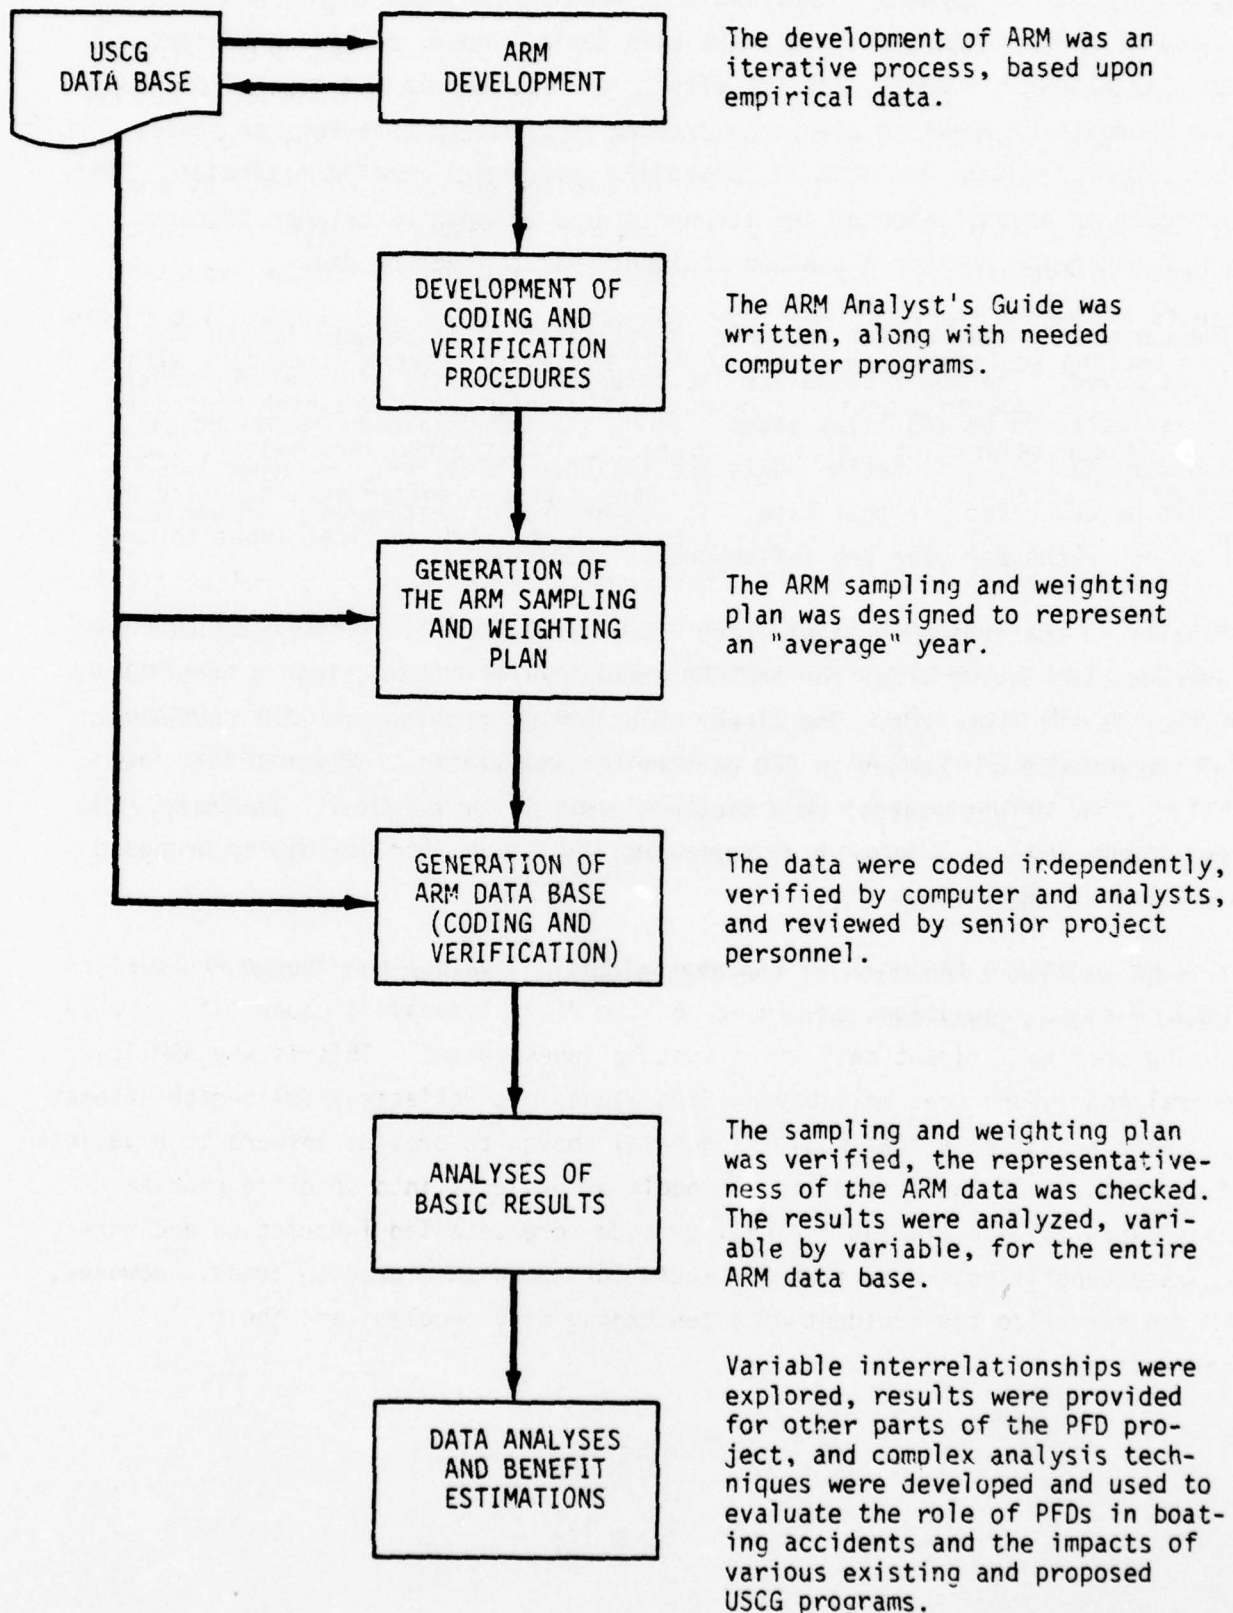 USCG
DATA BASE
ARM
DEVELOPMENT
The development of ARM was an
iterative process, based upon
empirical data.
DEVELOPMENT OF
CODING AND
VERIFICATION
PROCEDURES
The ARM Analyst's Guide was
written, along with needed
computer programs.
GENERATION OF
THE ARM SAMPLING
AND WEIGHTING
PLAN
The ARM sampling and weighting
plan was designed to represent
an "average" year.
GENERATION OF
ARM DATA BASE
(CODING AND
VERIFICATION)
The data were coded independently,
verified by computer and analysts,
and reviewed by senior project
personnel.
ANALYSES OF
BASIC RESULTS
The sampling and weighting plan
was verified, the representative-
ness of the ARM data was checked.
The results were analyzed, vari-
able by variable, for the entire
ARM data base.
DATA ANALYSES
AND BENEFIT
ESTIMATIONS
Variable interrelationships were
explored, results were provided
for other parts of the PFD pro-
ject, and complex analysis tech-
niques were developed and used to
evaluate the role of PFDs in boat-
ing accidents and the impacts of
various existing and proposed
USCG programs.